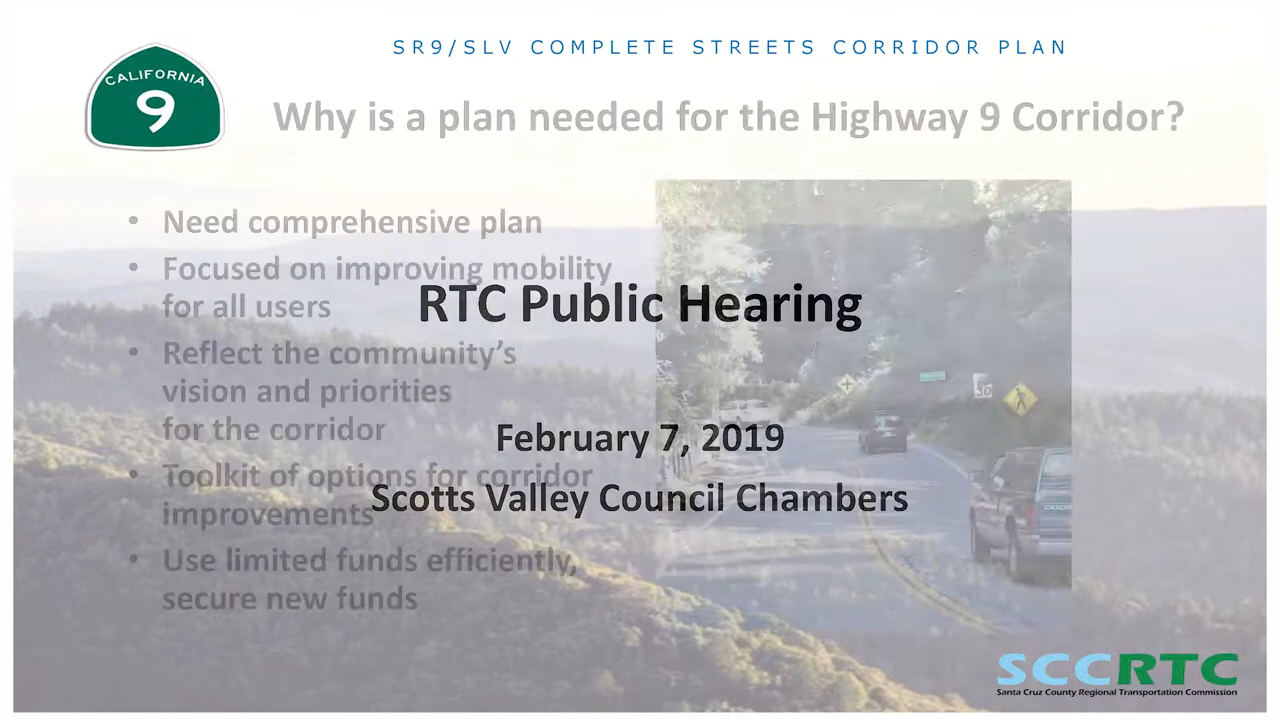 SR9/SLV COMPLETE STREETS CORRIDOR PLAN
CALIFORNIA
9
Why is a plan needed for the Highway 9 Corridor?
• Need comprehensive plan
• Focused on improving mobility
for all users
• Reflect the community's
vision and priorities
for the corridor
• Toolkit of options for corridor
improvements
• Use limited funds efficiently,
secure new funds
RTC Public Hearing
February 7, 2019
Scotts Valley Council Chambers
SCCRTC
Santa Cruz County Regional Transportation Commission